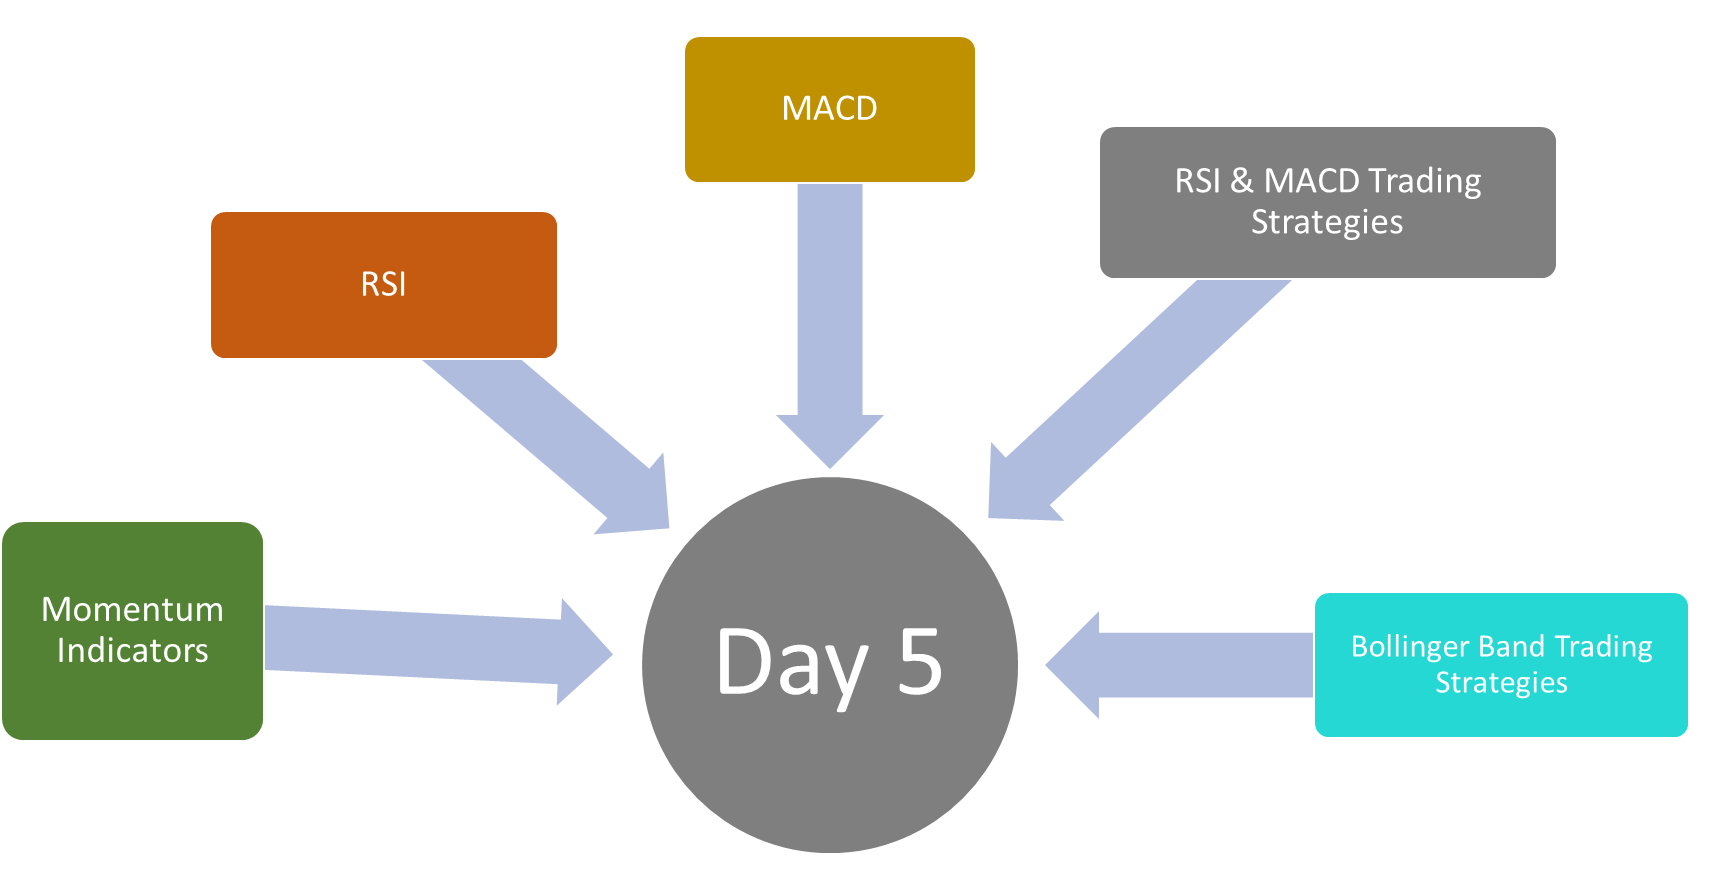 MACD
RSI & MACD Trading
Strategies
RSI
Momentum
Indicators
Day 5
Bollinger Band Trading
Strategies